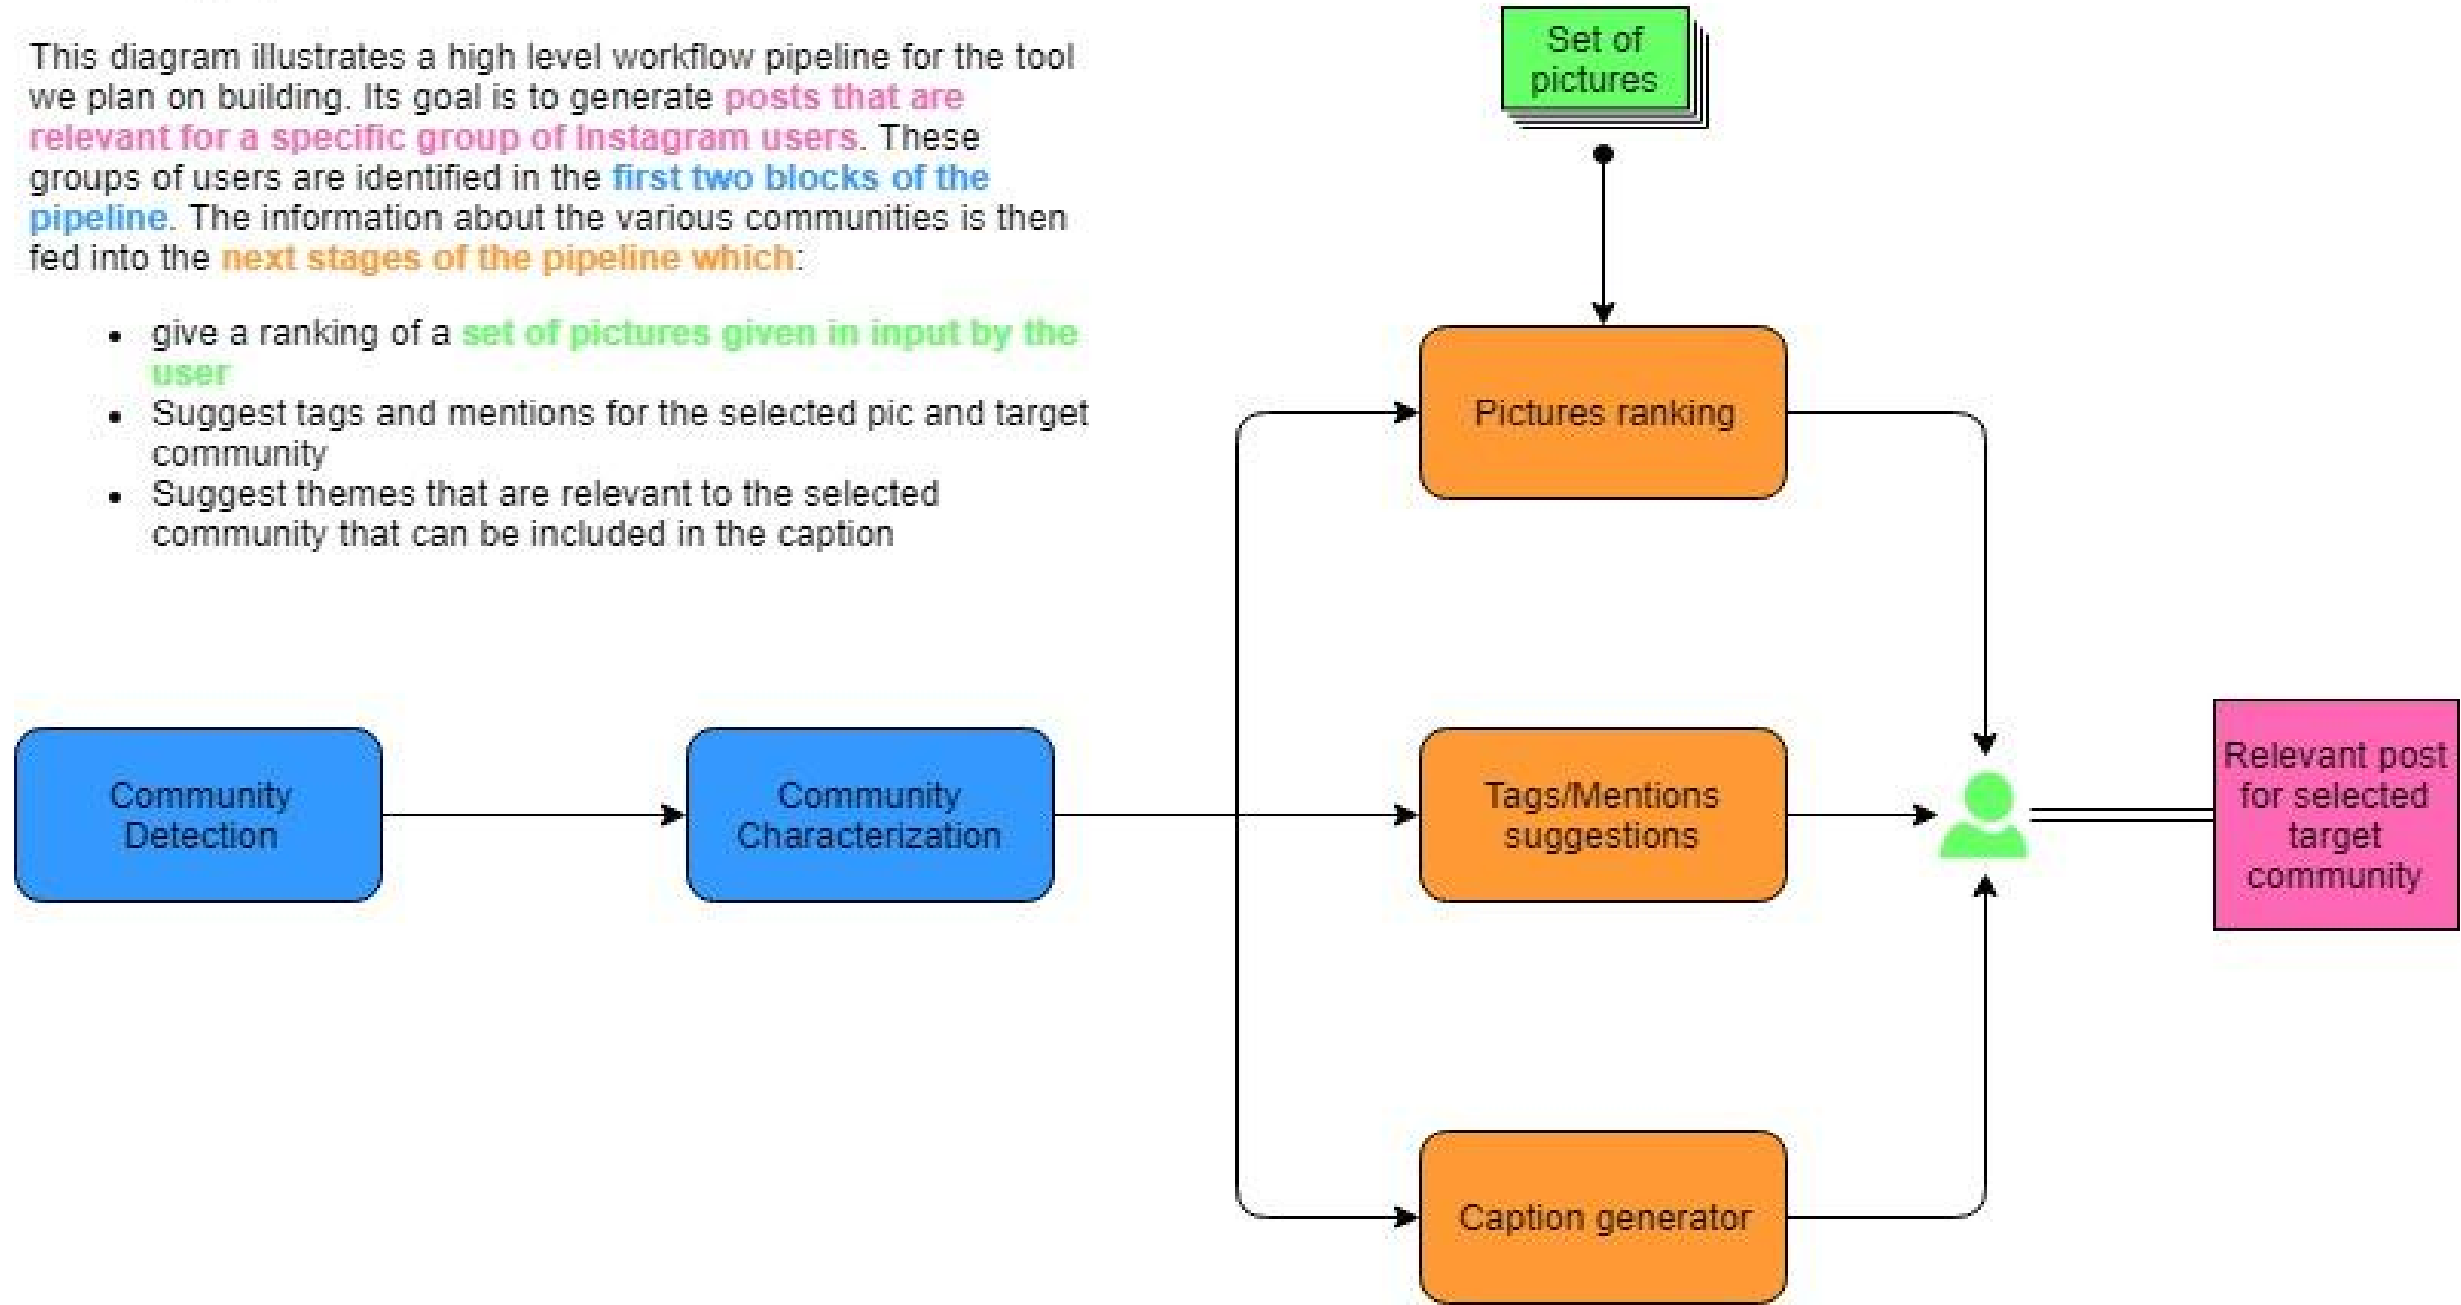 This diagram illustrates a high level workflow pipeline for the tool
we plan on building. Its goal is to generate posts that are
relevant for a specific group of Instagram users. These
groups of users are identified in the first two blocks of the
pipeline. The information about the various communities is then
fed into the next stages of the pipeline which:
• give a ranking of a set of pictures given in input by the
user
• Suggest tags and mentions for the selected pic and target
community
• Suggest themes that are relevant to the selected
community that can be included in the caption
Set of
pictures
Pictures ranking
Community
Detection
Community
Characterization
Tags/Mentions
suggestions
Relevant post
for selected
target
community
Caption generator